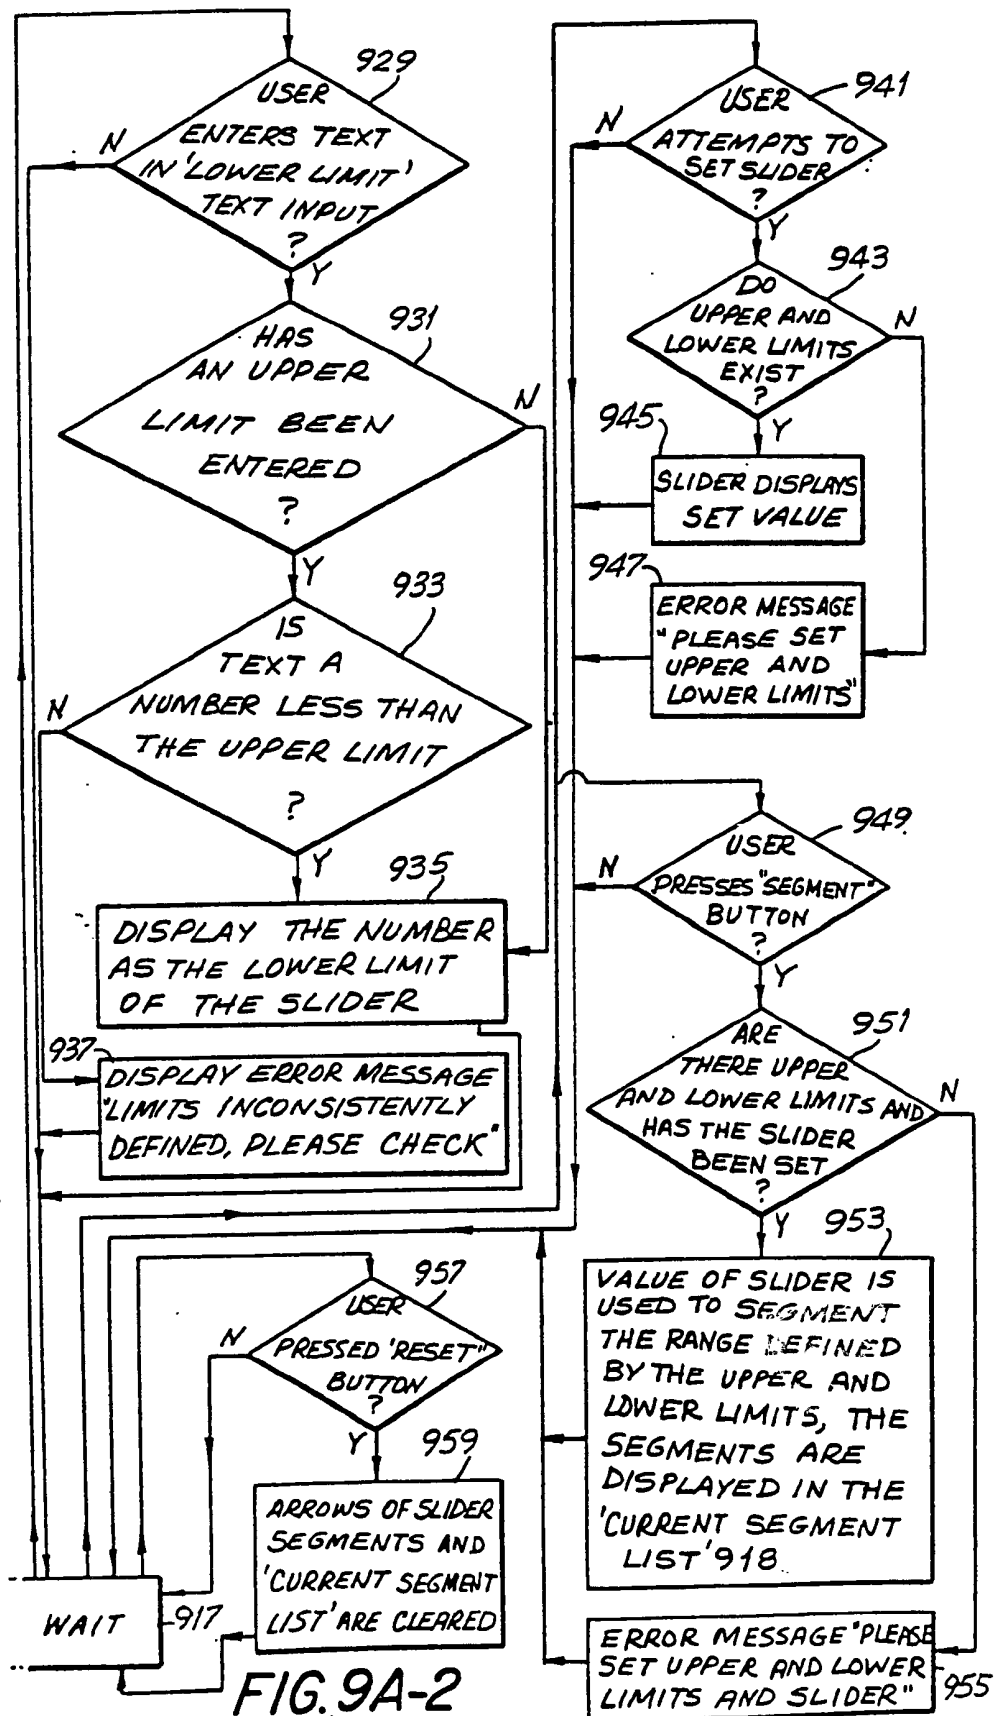 929
USER
ENTERS TEXT
IN 'LOWER LIMIT'
TEXT INPUT
?
N
Y
931
HAS
AN UPPER
LIMIT BEEN
ENTERED
?
N
Y
933
IS
TEXT A
NUMBER LESS THAN
THE UPPER LIMIT
?
N
Y
935
DISPLAY THE NUMBER
AS THE LOWER LIMIT
OF THE SLIDER
937
DISPLAY ERROR MESSAGE
"LIMITS INCONSISTENTLY
DEFINED, PLEASE CHECK"
941
USER
ATTEMPTS TO
SET SLIDER
?
N
Y
943
DO
UPPER AND
LOWER LIMITS
EXIST
?
N
Y
945
SLIDER DISPLAYS
SET VALUE
947
ERROR MESSAGE
"PLEASE SET
UPPER AND
LOWER LIMITS"
949
USER
PRESSES "SEGMENT"
BUTTON
?
N
Y
951
ARE
THERE UPPER
AND LOWER LIMITS AND
HAS THE SLIDER
BEEN SET
?
N
Y
953
VALUE OF SLIDER IS
USED TO SEGMENT
THE RANGE DEFINED
BY THE UPPER AND
LOWER LIMITS, THE
SEGMENTS ARE
DISPLAYED IN THE
'CURRENT SEGMENT
LIST' 918
ERROR MESSAGE "PLEASE
SET UPPER AND LOWER
LIMITS AND SLIDER"
955
957
USER
PRESSED 'RESET"
BUTTON
?
N
Y
959
ARROWS OF SLIDER
SEGMENTS AND
'CURRENT SEGMENT
LIST' ARE CLEARED
WAIT
917
FIG. 9A-2